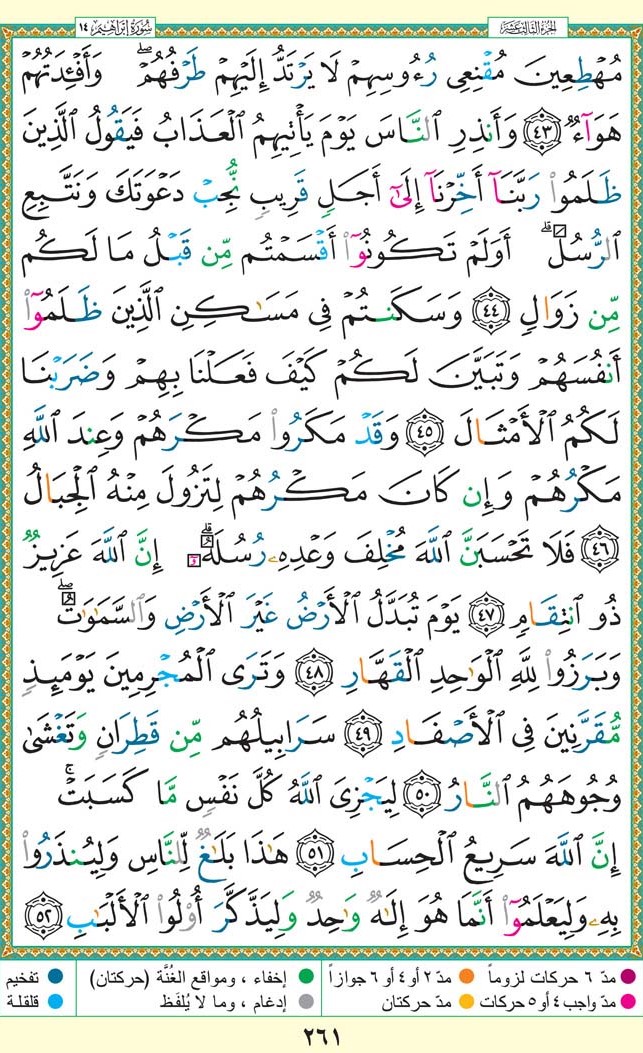 الجزء الثالث عشر سورة إبراهيم ١٤
مُهْطِعِينَ مُقْنِعِى رُءُوسِهِمْ لَا يَرْتَدُّ إِلَيْهِمْ طَرْفُهُمْ ۖ وَأَفْـِٔدَتُهُمْ
هَوَآءٌ ٤٣ وَأَنذِرِ ٱلنَّاسَ يَوْمَ يَأْتِيهِمُ ٱلْعَذَابُ فَيَقُولُ ٱلَّذِينَ
ظَلَمُوا۟ رَبَّنَآ أَخِّرْنَآ إِلَىٰٓ أَجَلٍ قَرِيبٍ نُّجِبْ دَعْوَتَكَ وَنَتَّبِعِ
ٱلرُّسُلَ ۗ أَوَلَمْ تَكُونُوٓا۟ أَقْسَمْتُم مِّن قَبْلُ مَا لَكُم
مِّن زَوَالٍ ٤٤ وَسَكَنتُمْ فِى مَسَـٰكِنِ ٱلَّذِينَ ظَلَمُوٓا۟
أَنفُسَهُمْ وَتَبَيَّنَ لَكُمْ كَيْفَ فَعَلْنَا بِهِمْ وَضَرَبْنَا
لَكُمُ ٱلْأَمْثَالَ ٤٥ وَقَدْ مَكَرُوا۟ مَكْرَهُمْ وَعِندَ ٱللَّهِ
مَكْرُهُمْ وَإِن كَانَ مَكْرُهُمْ لِتَزُولَ مِنْهُ ٱلْجِبَالُ
٤٦ فَلَا تَحْسَبَنَّ ٱللَّهَ مُخْلِفَ وَعْدِهِۦ رُسُلَهُۥٓ ۗ إِنَّ ٱللَّهَ عَزِيزٌ
ذُو ٱنتِقَامٍ ٤٧ يَوْمَ تُبَدَّلُ ٱلْأَرْضُ غَيْرَ ٱلْأَرْضِ وَٱلسَّمَـٰوَٰتُ ۖ
وَبَرَزُوا۟ لِلَّهِ ٱلْوَٰحِدِ ٱلْقَهَّارِ ٤٨ وَتَرَى ٱلْمُجْرِمِينَ يَوْمَئِذٍ
مُّقَرَّنِينَ فِى ٱلْأَصْفَادِ ٤٩ سَرَابِيلُهُم مِّن قَطِرَانٍ وَتَغْشَىٰ
وُجُوهَهُمُ ٱلنَّارُ ٥٠ لِيَجْزِىَ ٱللَّهُ كُلَّ نَفْسٍ مَّا كَسَبَتْ ۚ
إِنَّ ٱللَّهَ سَرِيعُ ٱلْحِسَابِ ٥١ هَـٰذَا بَلَـٰغٌ لِّلنَّاسِ وَلِيُنذَرُوا۟
بِهِۦ وَلِيَعْلَمُوٓا۟ أَنَّمَا هُوَ إِلَـٰهٌ وَٰحِدٌ وَلِيَذَّكَّرَ أُو۟لُوا۟ ٱلْأَلْبَـٰبِ ٥٢
مدّ ٦ حركات لزوماً مدّ ٢ أو ٤ أو ٦ جوازاً إخفاء ، ومواقع الغُنَّة (حركتان) تفخيم
مدّ واجب ٤ أو ٥ حركات مدّ حركتان إدغام ، وما لا يُلفَظ قلقلة
٢٦١